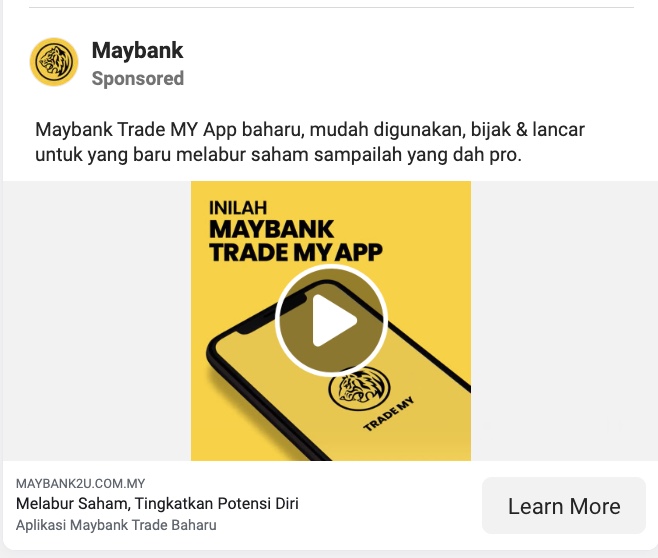 Maybank
Sponsored
Maybank Trade MY App baharu, mudah digunakan, bijak & lancar
untuk yang baru melabur saham sampailah yang dah pro.
INILAH
MAYBANK
TRADE MY APP
TRADE MY
MAYBANK2U.COM.MY
Melabur Saham, Tingkatkan Potensi Diri
Aplikasi Maybank Trade Baharu
Learn More